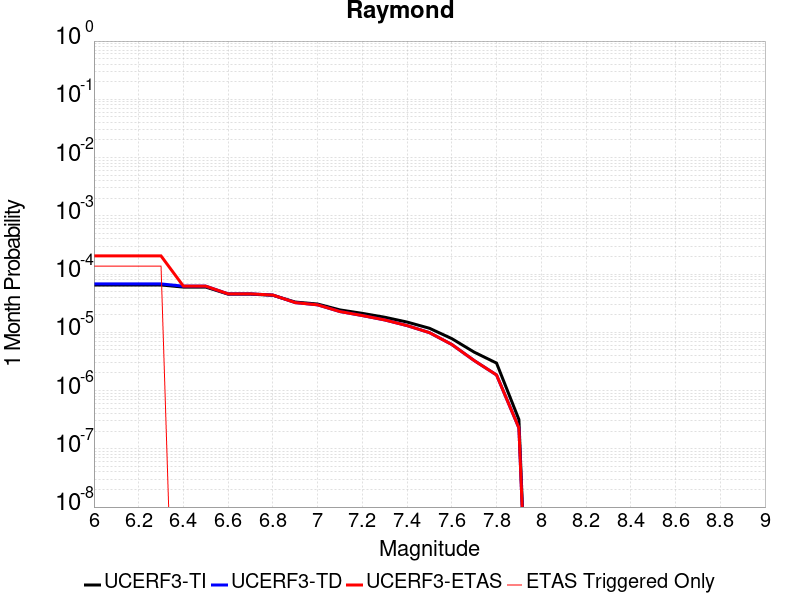 Raymond
10 0
10 -1
10 -2
10 -3
10 -4
10 -5
10 -6
10 -7
10 -8
1 Month Probability
6 6.2 6.4 6.6 6.8 7 7.2 7.4 7.6 7.8 8 8.2 8.4 8.6 8.8 9
Magnitude
UCERF3-TI UCERF3-TD UCERF3-ETAS ETAS Triggered Only